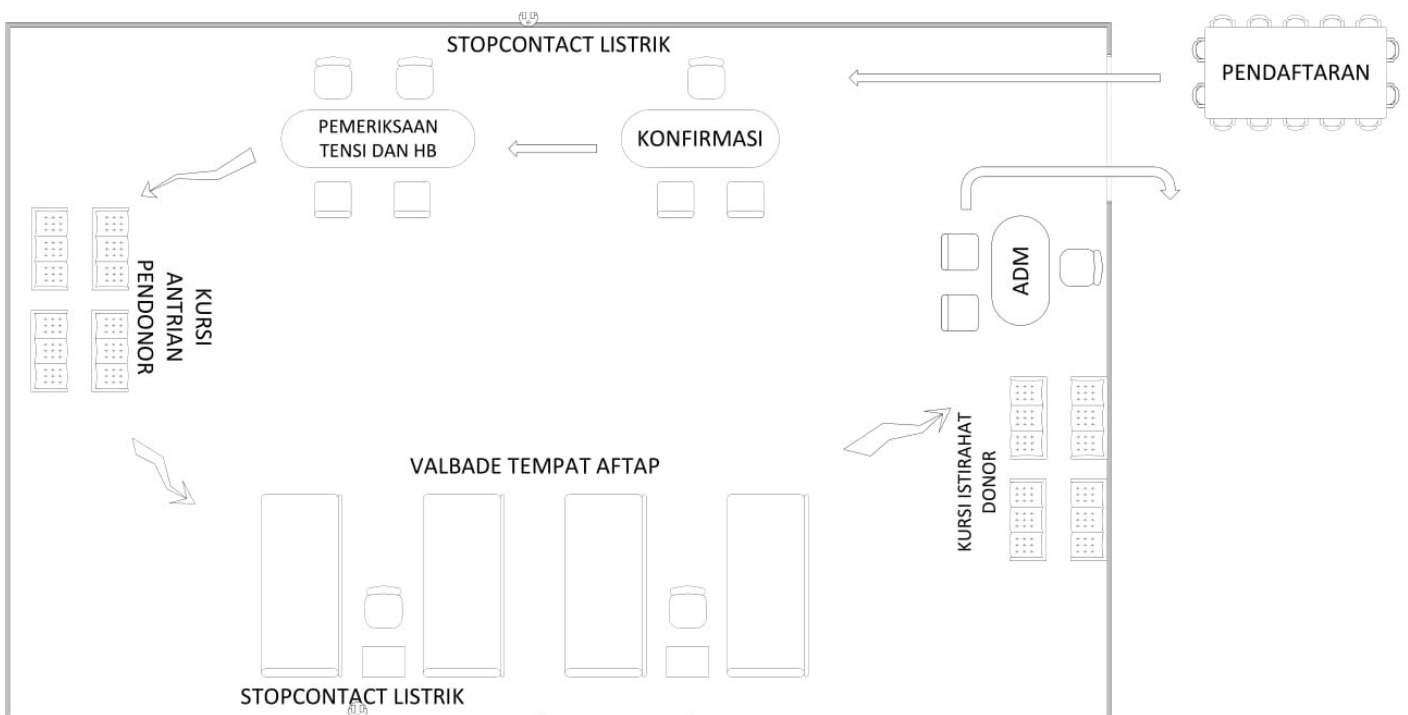 STOPCONTACT LISTRIK
PENDAFTARAN
PEMERIKSAAN
TENSI DAN HB
KONFIRMASI
ADM
KURSI
ANTRIAN
PENDONOR
VALBADE TEMPAT AFTAP
KURSI ISTIRAHAT
DONOR
STOPCONTACT LISTRIK